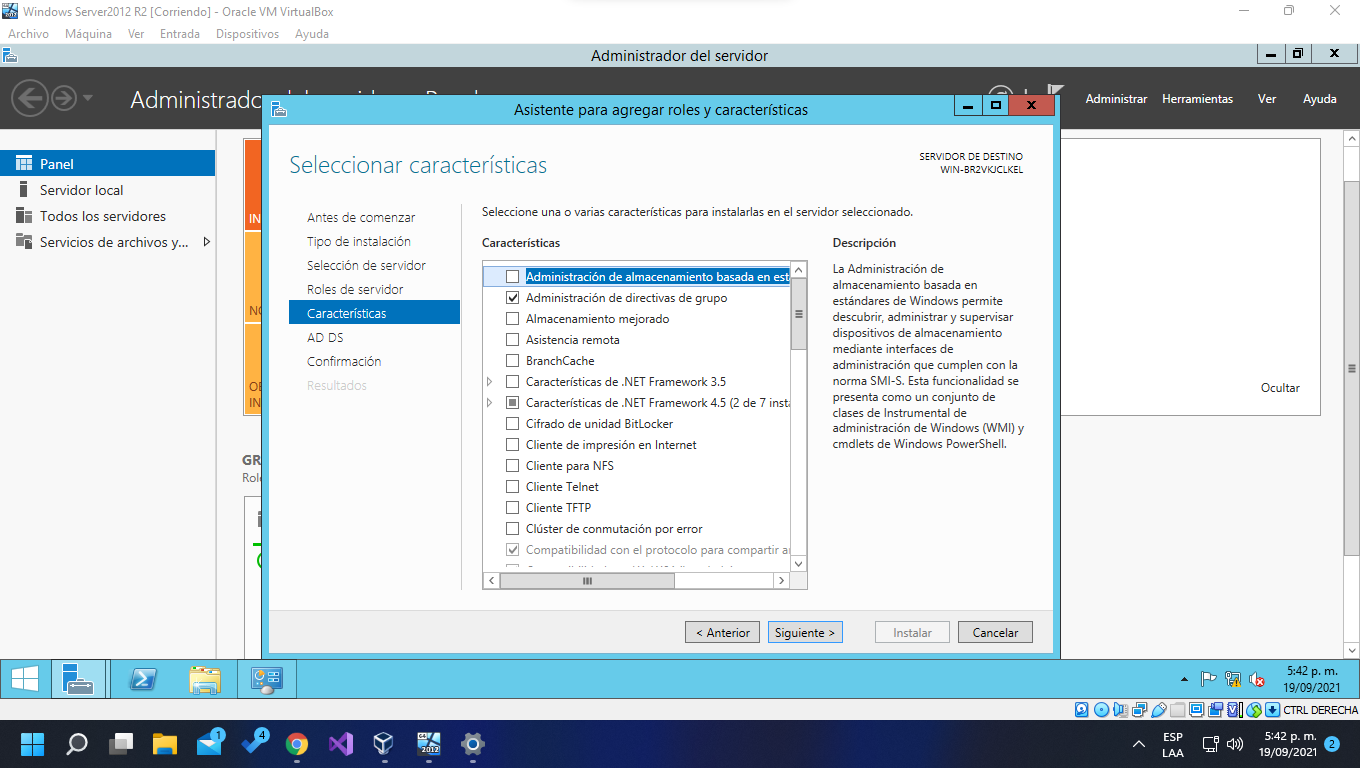 Windows Server2012 R2 [Corriendo] - Oracle VM VirtualBox
Archivo Máquina Ver Entrada Dispositivos Ayuda
Administrador del servidor
Administrar Herramientas Ver Ayuda
Asistente para agregar roles y características
Panel
Servidor local
Todos los servidores
Servicios de archivos y...
Seleccionar características
SERVIDOR DE DESTINO
WIN-BR2VKJCLKEL
Antes de comenzar
Tipo de instalación
Selección de servidor
Roles de servidor
Características
AD DS
Confirmación
Resultados
Seleccione una o varias características para instalarlas en el servidor seleccionado.
Características
Administración de almacenamiento basada en est
Administración de directivas de grupo
Almacenamiento mejorado
Asistencia remota
BranchCache
Características de .NET Framework 3.5
Características de .NET Framework 4.5 (2 de 7 insta
Cifrado de unidad BitLocker
Cliente de impresión en Internet
Cliente para NFS
Cliente Telnet
Cliente TFTP
Clúster de conmutación por error
Compatibilidad con el protocolo para compartir ar
Descripción
La Administración de
almacenamiento basada en
estándares de Windows permite
descubrir, administrar y supervisar
dispositivos de almacenamiento
mediante interfaces de
administración que cumplen con la
norma SMI-S. Esta funcionalidad se
presenta como un conjunto de
clases de Instrumental de
administración de Windows (WMI) y
cmdlets de Windows PowerShell.
Ocultar
GR
< Anterior Siguiente > Instalar Cancelar
5:42 p. m.
19/09/2021
CTRL DERECHA
1
4
2012
ESP
LAA
5:42 p. m.
19/09/2021
2